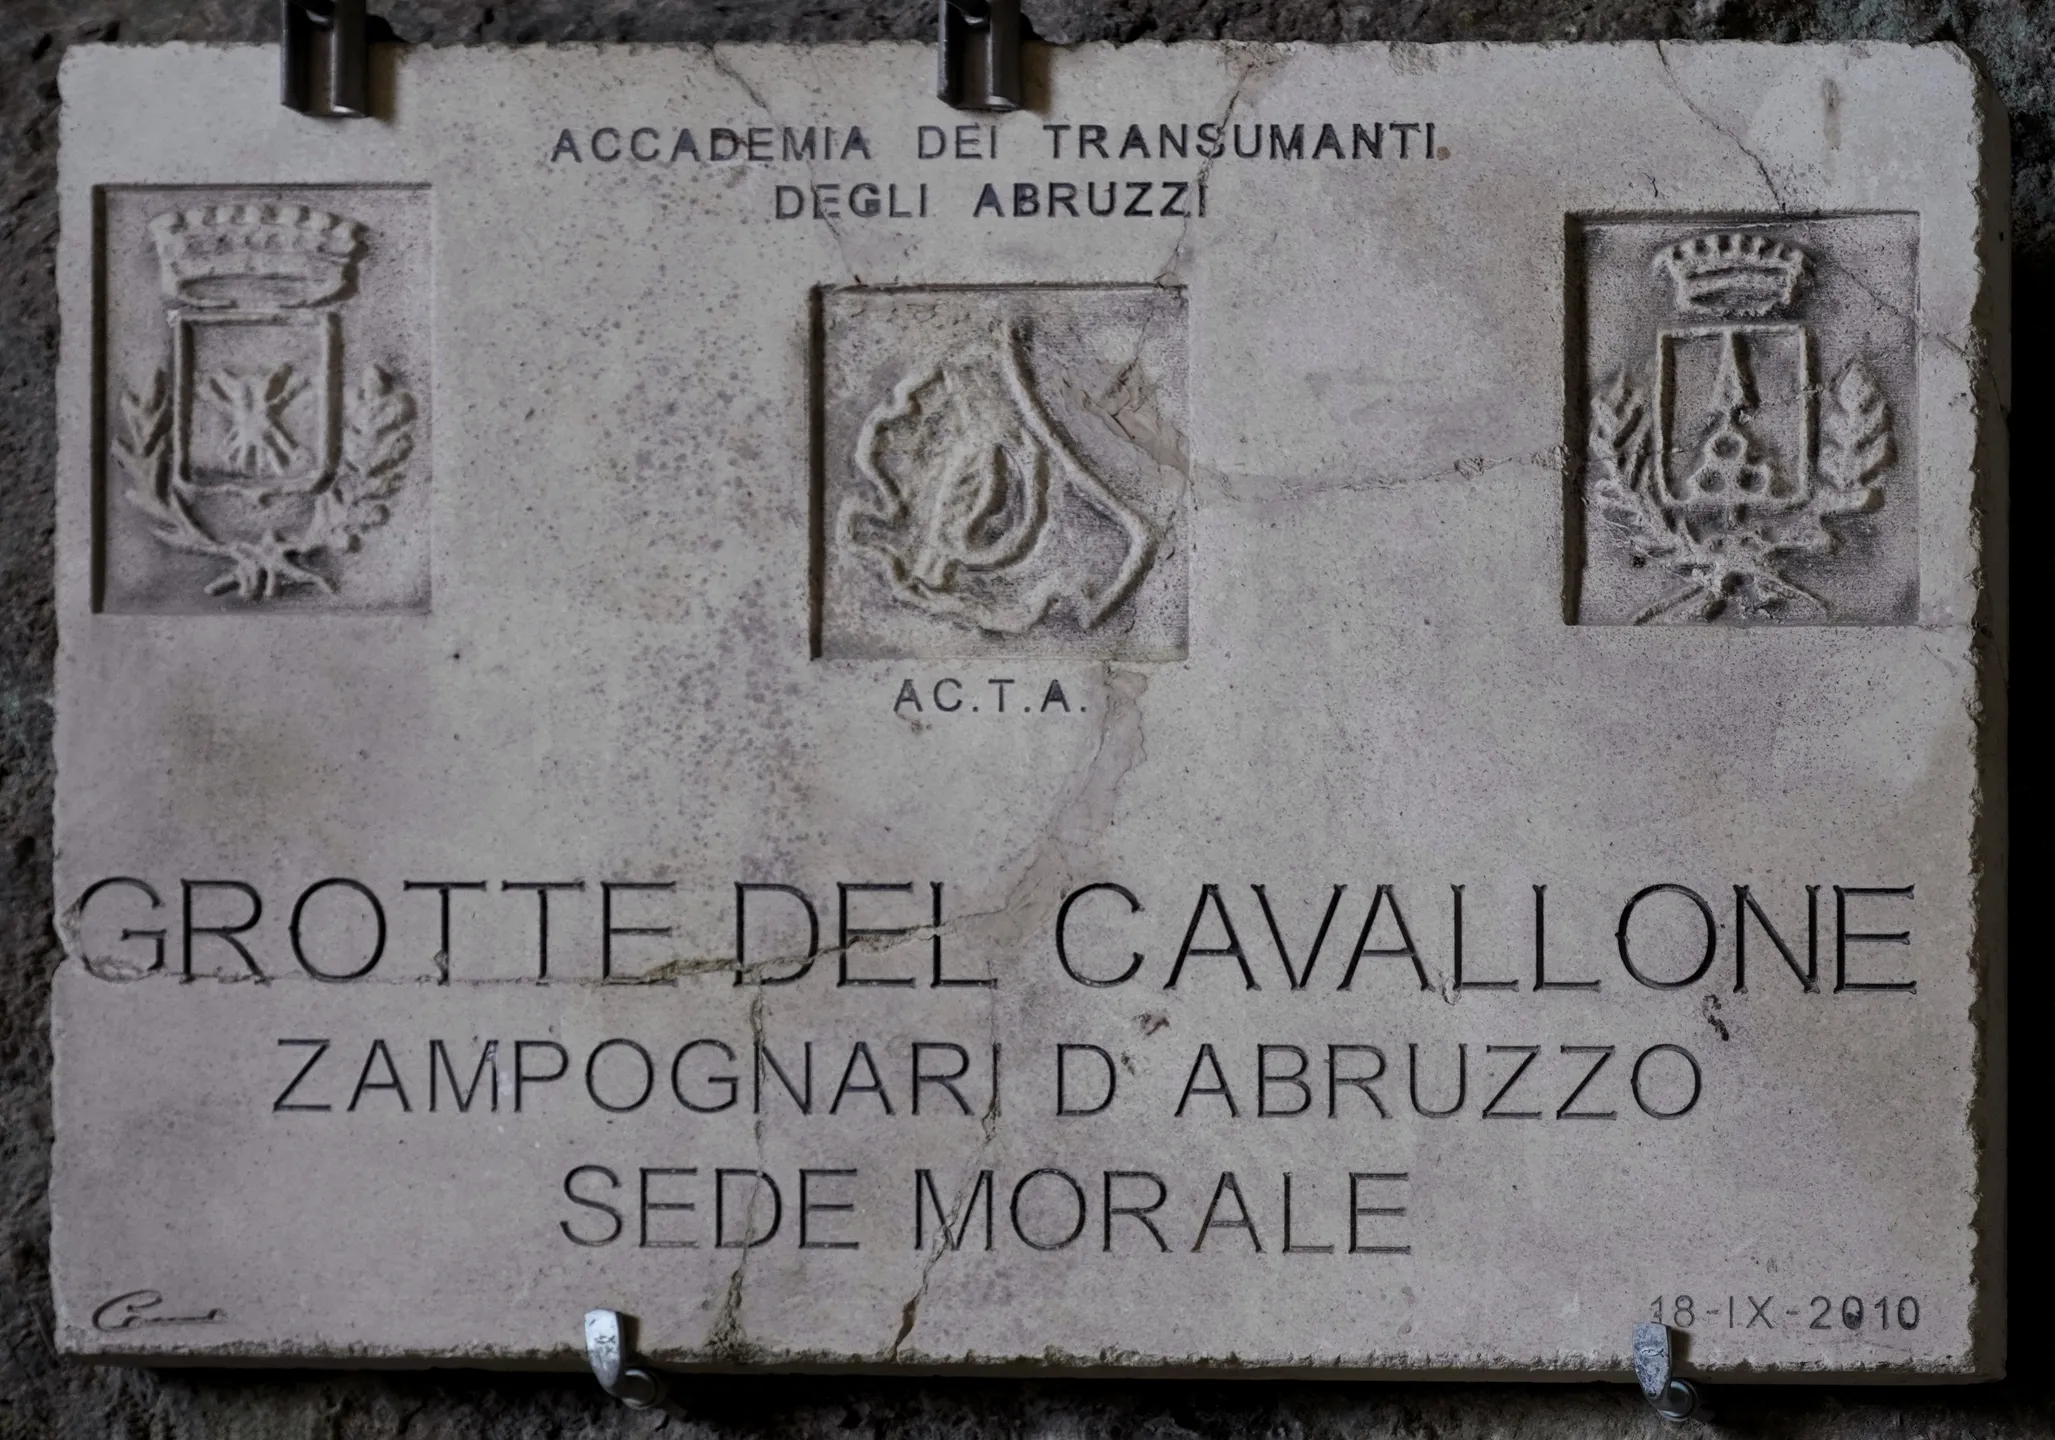 ACCADEMIA DEI TRANSUMANTI
DEGLI ABRUZZI
AC.T.A.
GROTTE DEL CAVALLONE
ZAMPOGNARI D ABRUZZO
SEDE MORALE
18-IX-2010